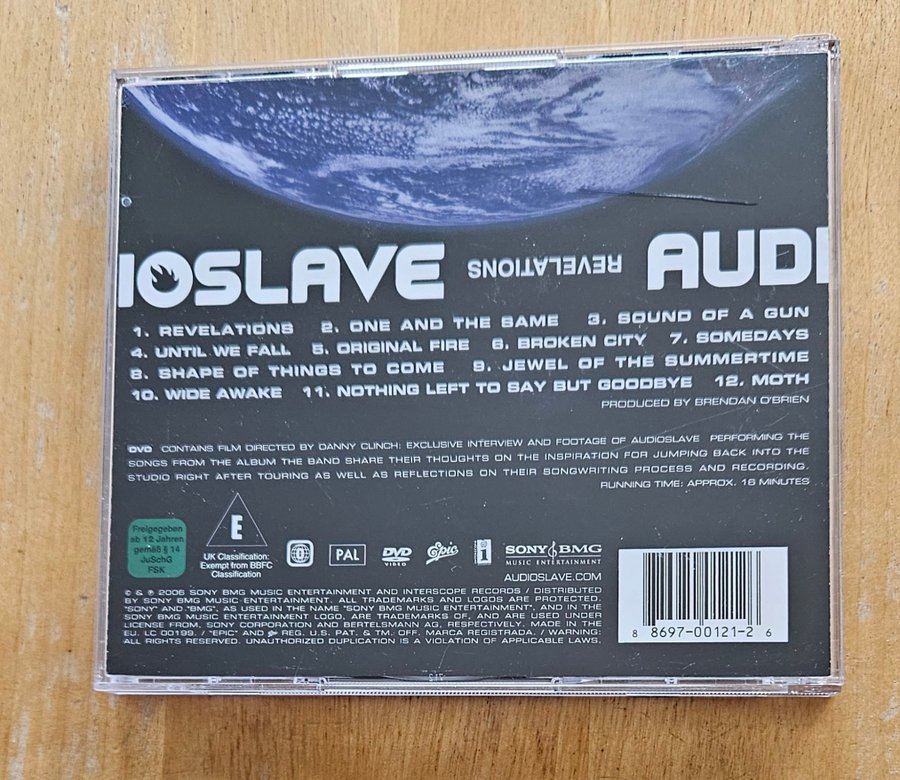 IOSLAVE REVELATIONS AUDI
1. REVELATIONS 2. ONE AND THE SAME 3. SOUND OF A GUN
4. UNTIL WE FALL 5. ORIGINAL FIRE 6. BROKEN CITY 7. SOMEDAYS
8. SHAPE OF THINGS TO COME 9. JEWEL OF THE SUMMERTIME
10. WIDE AWAKE 11. NOTHING LEFT TO SAY BUT GOODBYE 12. MOTH
PRODUCED BY BRENDAN O'BRIEN
DVD CONTAINS FILM DIRECTED BY DANNY CLINCH: EXCLUSIVE INTERVIEW AND FOOTAGE OF AUDIOSLAVE PERFORMING THE
SONGS FROM THE ALBUM THE BAND SHARE THEIR THOUGHTS ON THE INSPIRATION FOR JUMPING BACK INTO THE
STUDIO RIGHT AFTER TOURING AS WELL AS REFLECTIONS ON THEIR SONGWRITING PROCESS AND RECORDING.
RUNNING TIME: APPROX. 16 MINUTES
Freigegeben
ab 12 Jahren
gemäß § 14
JuSchG
FSK
E
UK Classification:
Exempt from BBFC
Classification
0
PAL
DVD
VIDEO
Epic
i
SONY BMG
MUSIC ENTERTAINMENT
AUDIOSLAVE.COM
© & ℗ 2006 SONY BMG MUSIC ENTERTAINMENT AND INTERSCOPE RECORDS / DISTRIBUTED
BY SONY BMG MUSIC ENTERTAINMENT. ALL TRADEMARKS AND LOGOS ARE PROTECTED.
"SONY" AND "BMG", AS USED IN THE NAME "SONY BMG MUSIC ENTERTAINMENT", AND IN THE
SONY BMG MUSIC ENTERTAINMENT LOGO, ARE TRADEMARKS OF, AND ARE USED UNDER
LICENSE FROM, SONY CORPORATION AND BERTELSMANN AG, RESPECTIVELY. MADE IN THE
EU. LC 00199. / "EPIC" AND REG. U.S. PAT. & TM. OFF. MARCA REGISTRADA. / WARNING:
ALL RIGHTS RESERVED. UNAUTHORIZED DUPLICATION IS A VIOLATION OF APPLICABLE LAWS.
8 8697-00121-2 6